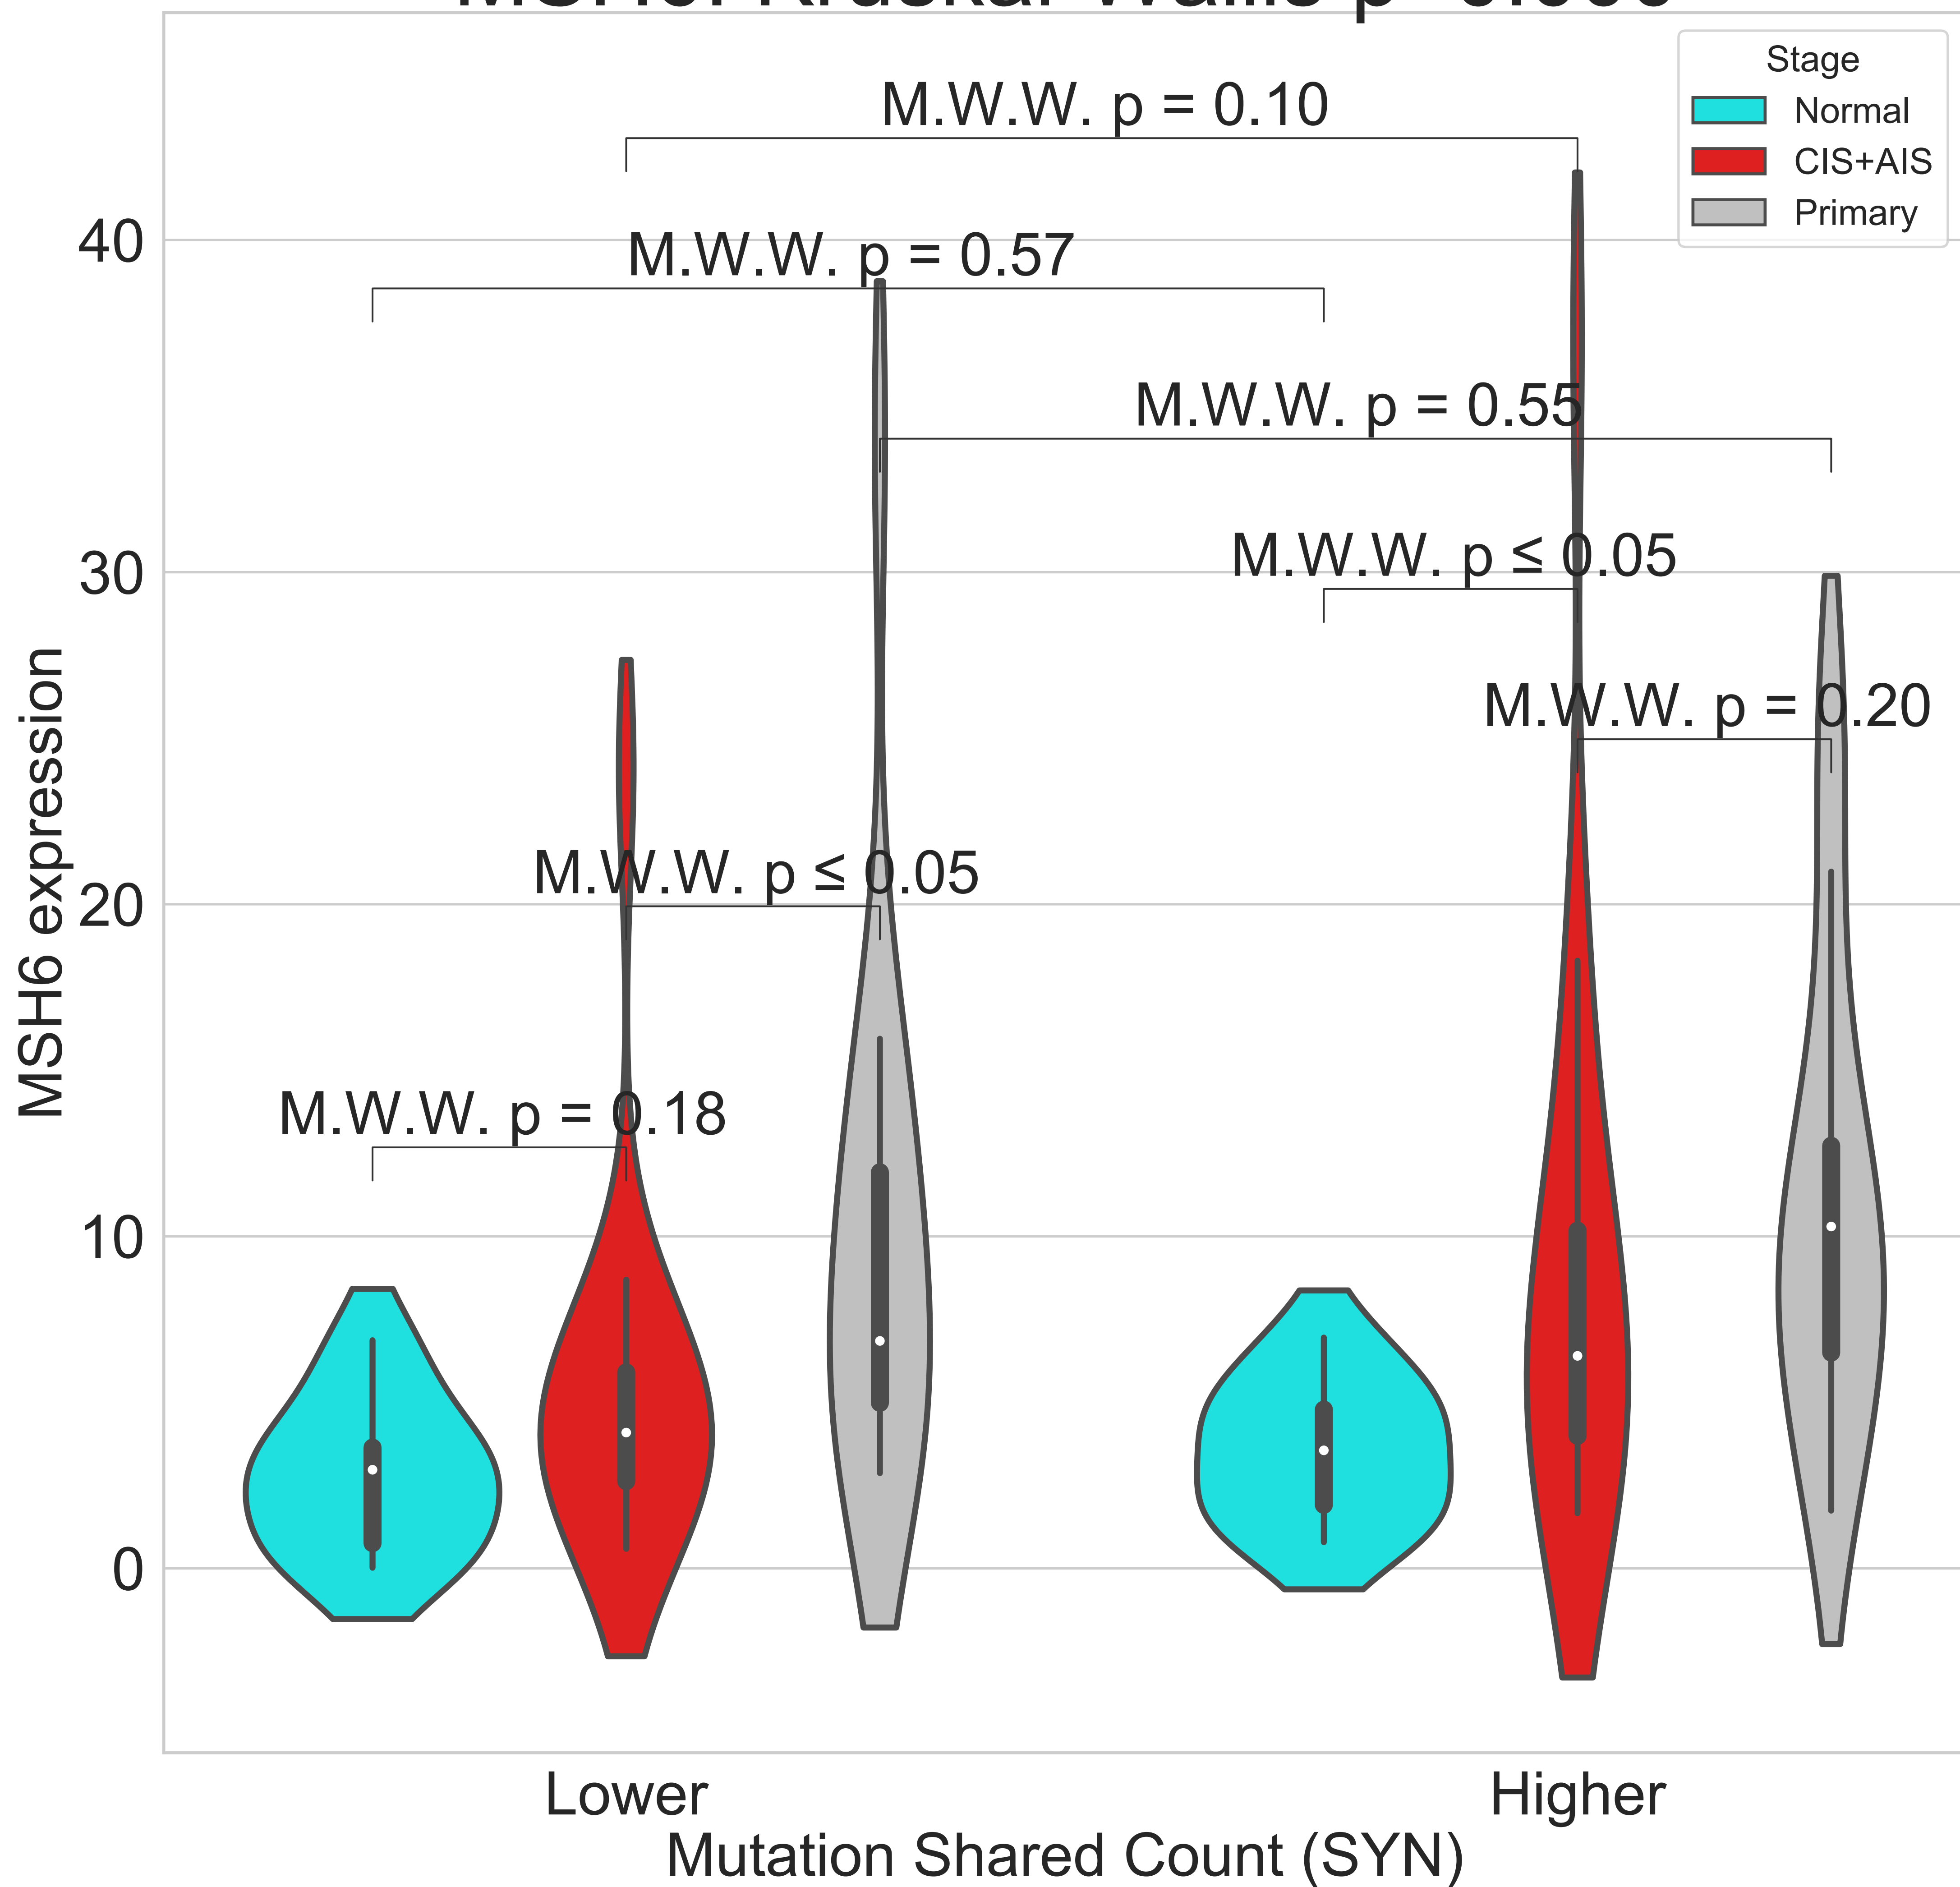 Stage
Normal
CIS+AIS
Primary
M.W.W. p = 0.10
M.W.W. p = 0.57
M.W.W. p = 0.55
M.W.W. p ≤ 0.05
M.W.W. p = 0.20
M.W.W. p ≤ 0.05
M.W.W. p = 0.18
40
30
20
10
0
MSH6 expression
Lower
Higher
Mutation Shared Count (SYN)